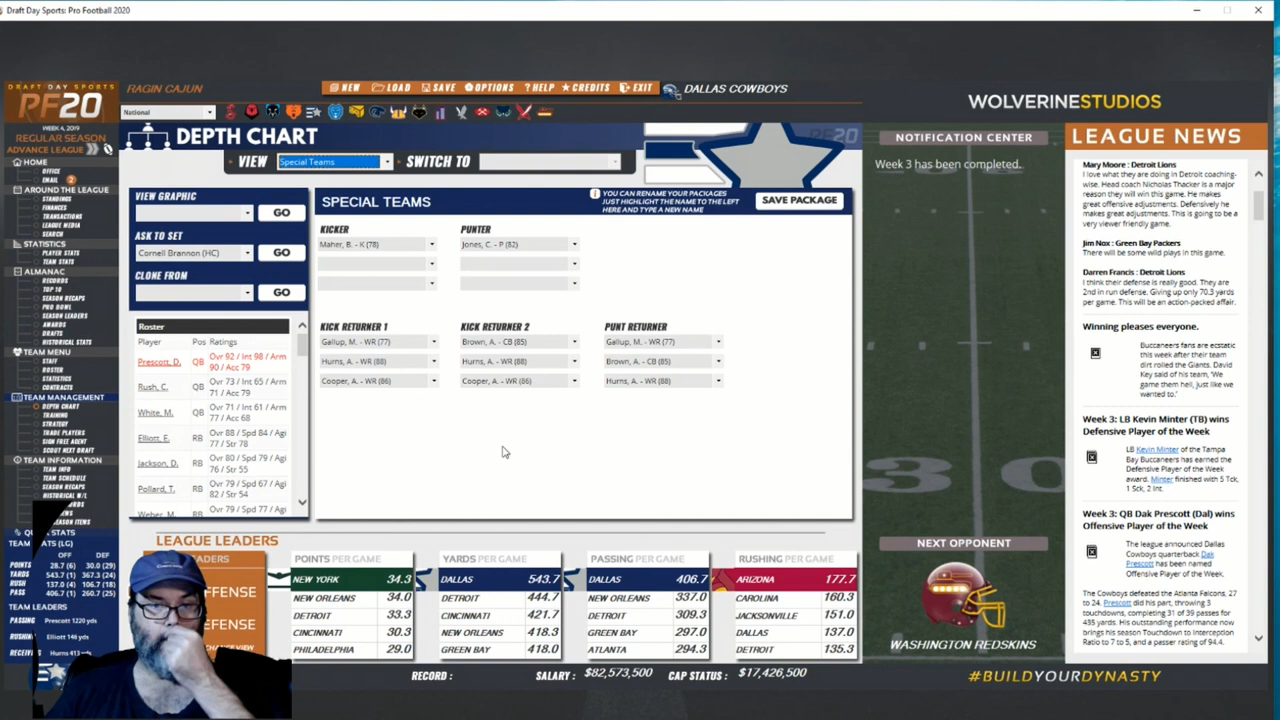 Draft Day Sports: Pro Football 2020
DRAFT DAY SPORTS
PF20
RAGIN CAJUN
NEW LOAD SAVE OPTIONS ? HELP CREDITS EXIT
DALLAS COWBOYS
WOLVERINESTUDIOS
National
WEEK 4, 2019
REGULAR SEASON
ADVANCE LEAGUE
HOME
OFFICE
EMAIL 2
AROUND THE LEAGUE
STANDINGS
FINANCES
TRANSACTIONS
LEAGUE MEDIA
SEARCH
STATISTICS
PLAYER STATS
TEAM STATS
ALMANAC
RECORDS
TOP 10
SEASON RECAPS
PRO BOWL
SEASON LEADERS
AWARDS
DRAFTS
HISTORICAL STATS
TEAM MENU
STAFF
ROSTER
STATISTICS
CONTRACTS
TEAM MANAGEMENT
DEPTH CHART
TRAINING
STRATEGY
TRADE PLAYERS
SIGN FREE AGENT
SCOUT NEXT DRAFT
TEAM INFORMATION
TEAM INFO
TEAM SCHEDULE
SEASON RECAPS
HISTORICAL W/L
STATS
TEAM STATS (LG)
OFF DEF
POINTS 28.7 (6) 30.0 (29)
YARDS 543.7 (1) 367.3 (24)
RUSH 137.0 (4) 106.7 (18)
PASS 406.7 (1) 260.7 (25)
TEAM LEADERS
PASSING Prescott 1220 yds
Elliott 146 yds
Hurns 413
DEPTH CHART
VIEW Special Teams SWITCH TO
VIEW GRAPHIC
GO
ASK TO SET
Cornell Brannon (HC) GO
CLONE FROM
GO
Roster
Player Pos Ratings
Prescott, D. QB Ovr 92 / Int 98 / Arm 90 / Acc 79
Rush, C. QB Ovr 73 / Int 65 / Arm 71 / Acc 79
White, M. QB Ovr 71 / Int 61 / Arm 77 / Acc 68
Elliott, E. RB Ovr 88 / Spd 84 / Agi 77 / Str 78
Jackson, D. RB Ovr 80 / Spd 79 / Agi 76 / Str 55
Pollard, T. RB Ovr 79 / Spd 67 / Agi 82 / Str 54
Weber, M. RB Ovr 79 / Spd 77 / Agi
SPECIAL TEAMS
YOU CAN RENAME YOUR PACKAGES
JUST HIGHLIGHT THE NAME TO THE LEFT
HERE AND TYPE A NEW NAME
SAVE PACKAGE
KICKER PUNTER
Maher, B. - K (78) Jones, C. - P (82)
KICK RETURNER 1 KICK RETURNER 2 PUNT RETURNER
Gallup, M. - WR (77) Brown, A. - CB (85) Gallup, M. - WR (77)
Hurns, A. - WR (88) Hurns, A. - WR (88) Brown, A. - CB (85)
Cooper, A. - WR (86) Cooper, A. - WR (86) Hurns, A. - WR (88)
LEAGUE LEADERS
POINTS PER GAME YARDS PER GAME PASSING PER GAME RUSHING PER GAME
NEW YORK 34.3 DALLAS 543.7 DALLAS 406.7 ARIZONA 177.7
NEW ORLEANS 34.0 DETROIT 444.7 NEW ORLEANS 337.0 CAROLINA 160.3
DETROIT 33.3 CINCINNATI 421.7 DETROIT 309.3 JACKSONVILLE 151.0
CINCINNATI 30.3 NEW ORLEANS 418.3 GREEN BAY 297.0 DALLAS 137.0
PHILADELPHIA 29.0 GREEN BAY 418.0 ATLANTA 294.3 DETROIT 135.3
RECORD : SALARY : $82,573,500 CAP STATUS : $17,426,500
NOTIFICATION CENTER
Week 3 has been completed.
30
NEXT OPPONENT
WASHINGTON REDSKINS
LEAGUE NEWS
Mary Moore : Detroit Lions
I love what they are doing in Detroit coaching-
wise. Head coach Nicholas Thacker is a major
reason they will win this game. He makes
great offensive adjustments. Defensively he
makes great adjustments. This is going to be a
very viewer friendly game.
Jim Nox : Green Bay Packers
There will be some wild plays in this game.
Darren Francis : Detroit Lions
I think their defense is really good. They are
2nd in run defense. Giving up only 70.3 yards
per game. This will be an action-packed affair.
Winning pleases everyone.
Buccaneers fans are ecstatic
this week after their team
dirt rolled the Giants. David
Key said of his team, 'We
game them hell, just like we
wanted to.'
Week 3: LB Kevin Minter (TB) wins
Defensive Player of the Week
LB Kevin Minter of the Tampa
Bay Buccaneers has earned the
Defensive Player of the Week
award. Minter finished with 5 Tck,
1 Sck, 2 Int.
Week 3: QB Dak Prescott (Dal) wins
Offensive Player of the Week
The league announced Dallas
Cowboys quarterback Dak
Prescott has been named
Offensive Player of the Week.
The Cowboys defeated the Atlanta Falcons, 27
to 24. Prescott did his part, throwing 3
touchdowns, completing 31 of 39 passes for
435 yards. His outstanding performance now
brings his season Touchdown to Interception
Ratio to 7 to 5, and a passer rating of 94.4.
#BUILDYOURDYNASTY